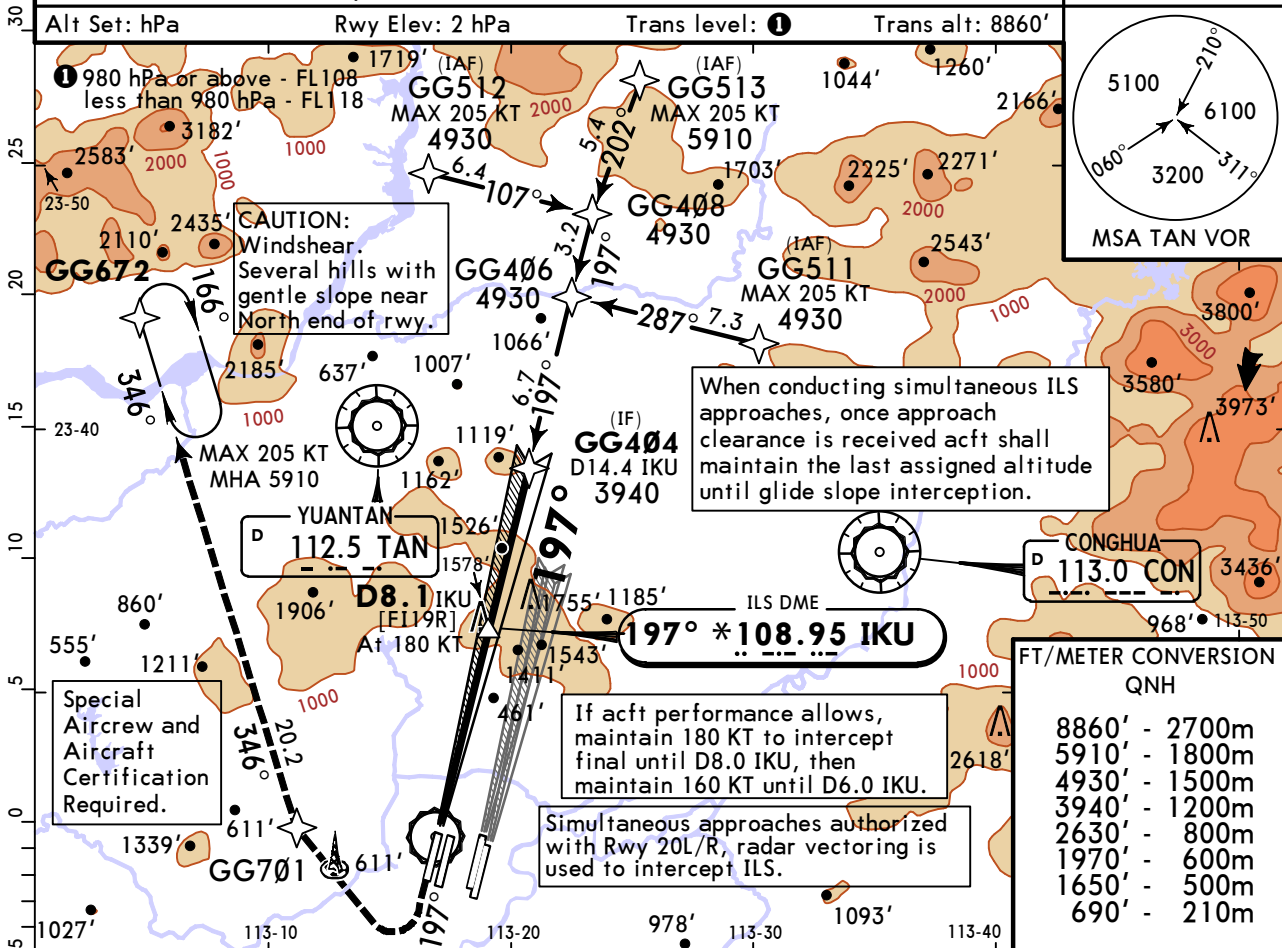 Alt Set: hPa
Rwy Elev: 2 hPa
Trans level: ❶
Trans alt: 8860'
❶ 980 hPa or above - FL108
less than 980 hPa - FL118
1719'
(IAF)
GG512
MAX 205 KT
4930
2000
(IAF)
GG513
MAX 205 KT
5910
1044'
1260'
2166'
210°
5100
6100
060°
311°
3200
MSA TAN VOR
30
25
20
15
10
5
0
5
3182'
2583'
2000
1000
1000
23-50
2435'
2110'
GG672
166°
346°
CAUTION:
Windshear.
Several hills with
gentle slope near
North end of rwy.
6.4
107°
5.4
202°
1703'
2225'
2271'
2000
GG4Ø8
4930
3.2
197°
GG4Ø6
4930
(IAF)
GG511
MAX 205 KT
4930
2543'
2000
1000
287°
7.3
3800'
3000
3580'
3973'
1066'
2185'
637'
1007'
1000
23-40
MAX 205 KT
MHA 5910
6.7
197°
(IF)
GG4Ø4
D14.4 IKU
3940
1119'
1162'
When conducting simultaneous ILS
approaches, once approach
clearance is received acft shall
maintain the last assigned altitude
until glide slope interception.
YUANTAN
D 112.5 TAN
1526'
197°
1578'
CONGHUA
D 113.0 CON
3436'
860'
1906'
D8.1 IKU
[FI19R]
At 180 KT
1755'
1185'
ILS DME
197° *108.95 IKU
968'
113-50
555'
1211'
1543'
1411'
461'
1000
1000
Special
Aircrew and
Aircraft
Certification
Required.
20.2
346°
If acft performance allows,
maintain 180 KT to intercept
final until D8.0 IKU, then
maintain 160 KT until D6.0 IKU.
2618'
FT/METER CONVERSION
QNH
8860' - 2700m
5910' - 1800m
4930' - 1500m
3940' - 1200m
2630' - 800m
1970' - 600m
1650' - 500m
690' - 210m
1339'
611'
GG7Ø1
611'
Simultaneous approaches authorized
with Rwy 20L/R, radar vectoring is
used to intercept ILS.
197°
1027'
113-10
113-20
978'
113-30
1093'
113-40